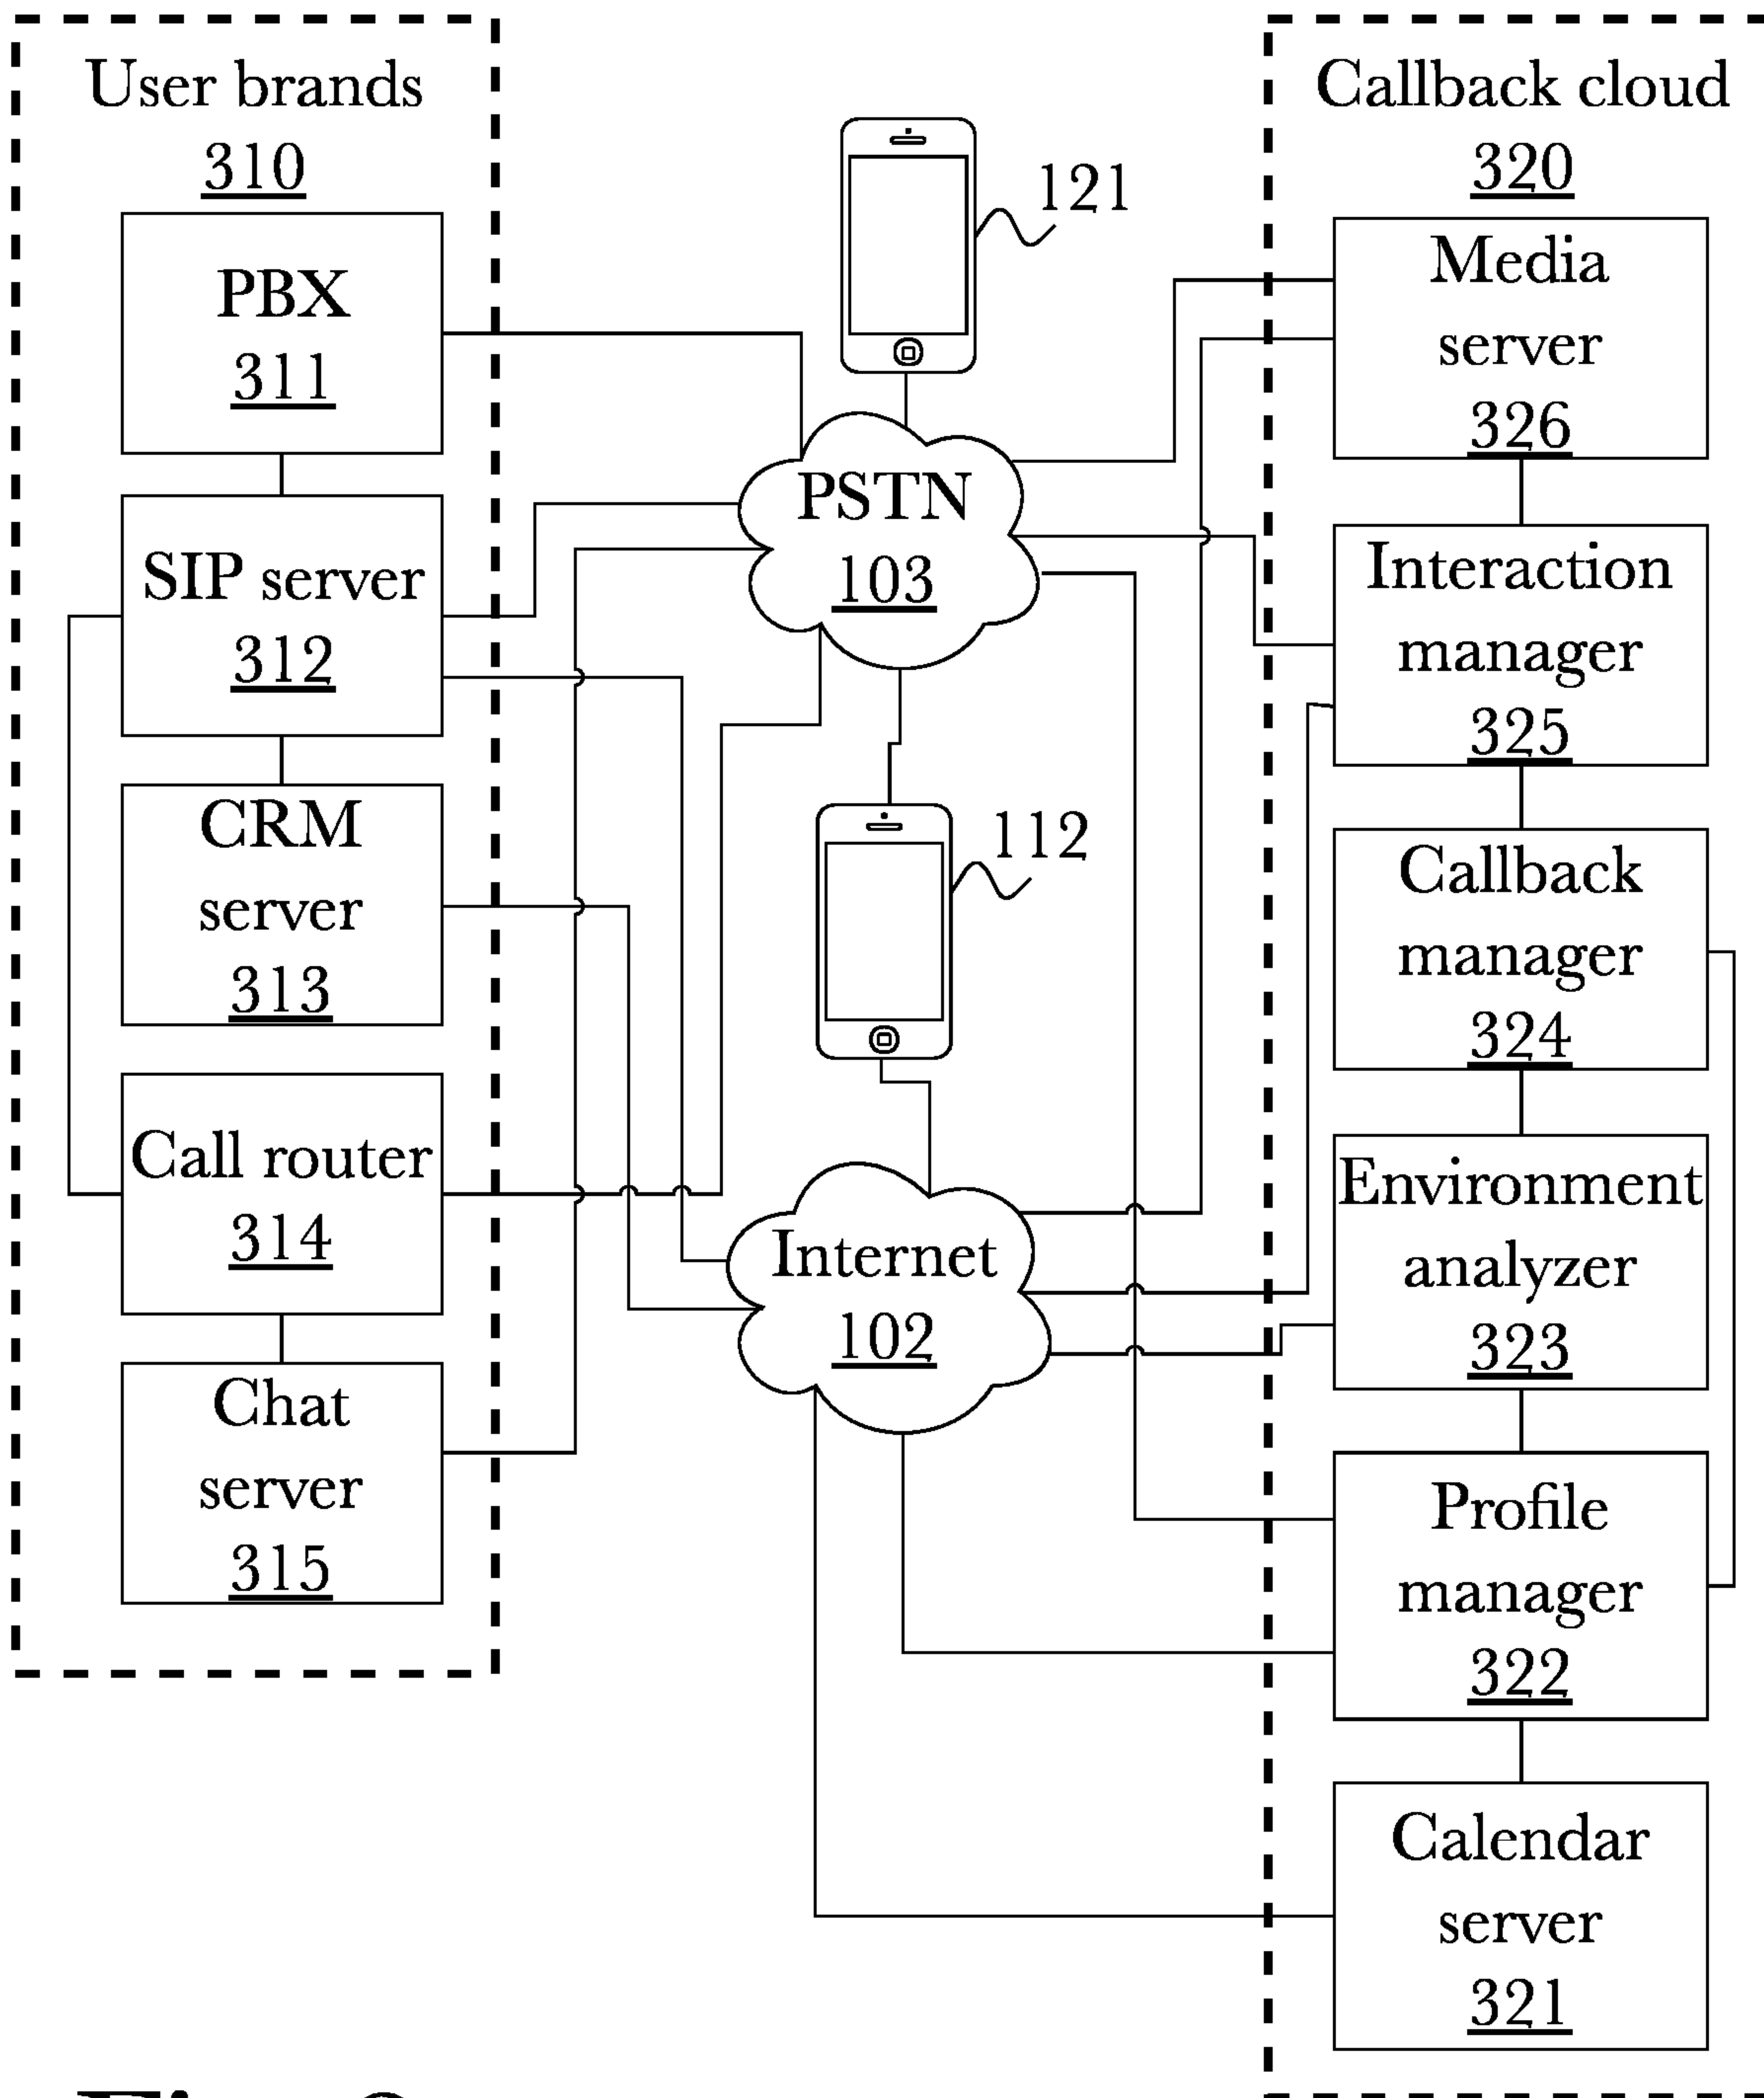 User brands
310
PBX
311
SIP server
312
CRM
server
313
Call router
314
Chat
server
315
121
PSTN
103
112
Internet
102
Callback cloud
320
Media
server
326
Interaction
manager
325
Callback
manager
324
Environment
analyzer
323
Profile
manager
322
Calendar
server
321